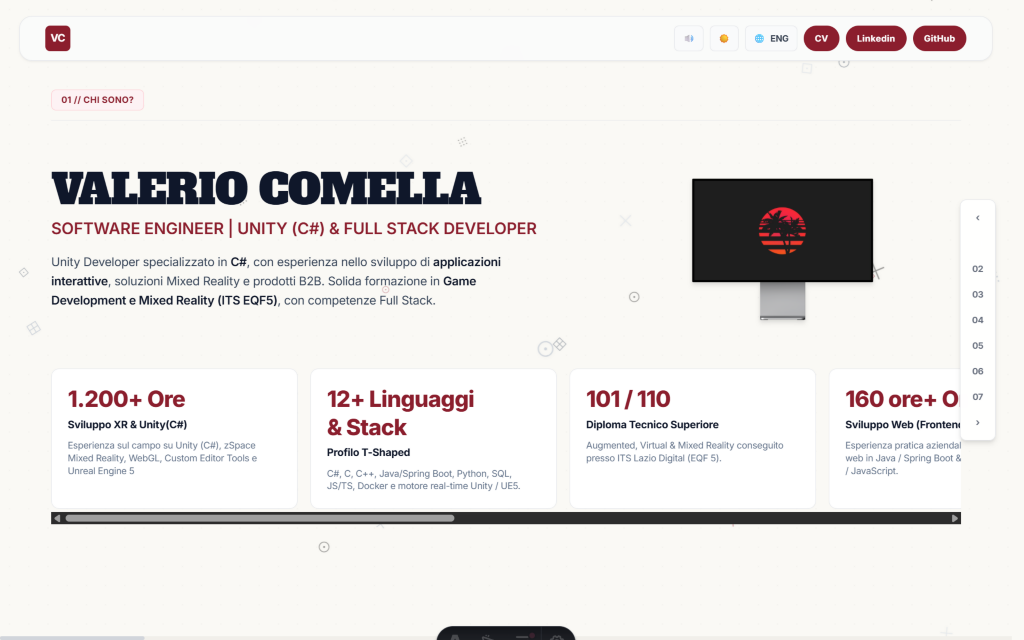 VC
ENG
CV
Linkedin
GitHub
01 // CHI SONO?
VALERIO COMELLA
SOFTWARE ENGINEER | UNITY (C#) & FULL STACK DEVELOPER
Unity Developer specializzato in C#, con esperienza nello sviluppo di applicazioni
interattive, soluzioni Mixed Reality e prodotti B2B. Solida formazione in Game
Development e Mixed Reality (ITS EQF5), con competenze Full Stack.
02
03
04
05
06
07
1.200+ Ore
Sviluppo XR & Unity(C#)
Esperienza sul campo su Unity (C#), zSpace
Mixed Reality, WebGL, Custom Editor Tools e
Unreal Engine 5
12+ Linguaggi
& Stack
Profilo T-Shaped
C#, C, C++, Java/Spring Boot, Python, SQL,
JS/TS, Docker e motore real-time Unity / UE5.
101 / 110
Diploma Tecnico Superiore
Augmented, Virtual & Mixed Reality conseguito
presso ITS Lazio Digital (EQF 5).
160 ore+ O
Sviluppo Web (Frontend
Esperienza pratica aziendal
web in Java / Spring Boot &
/ JavaScript.